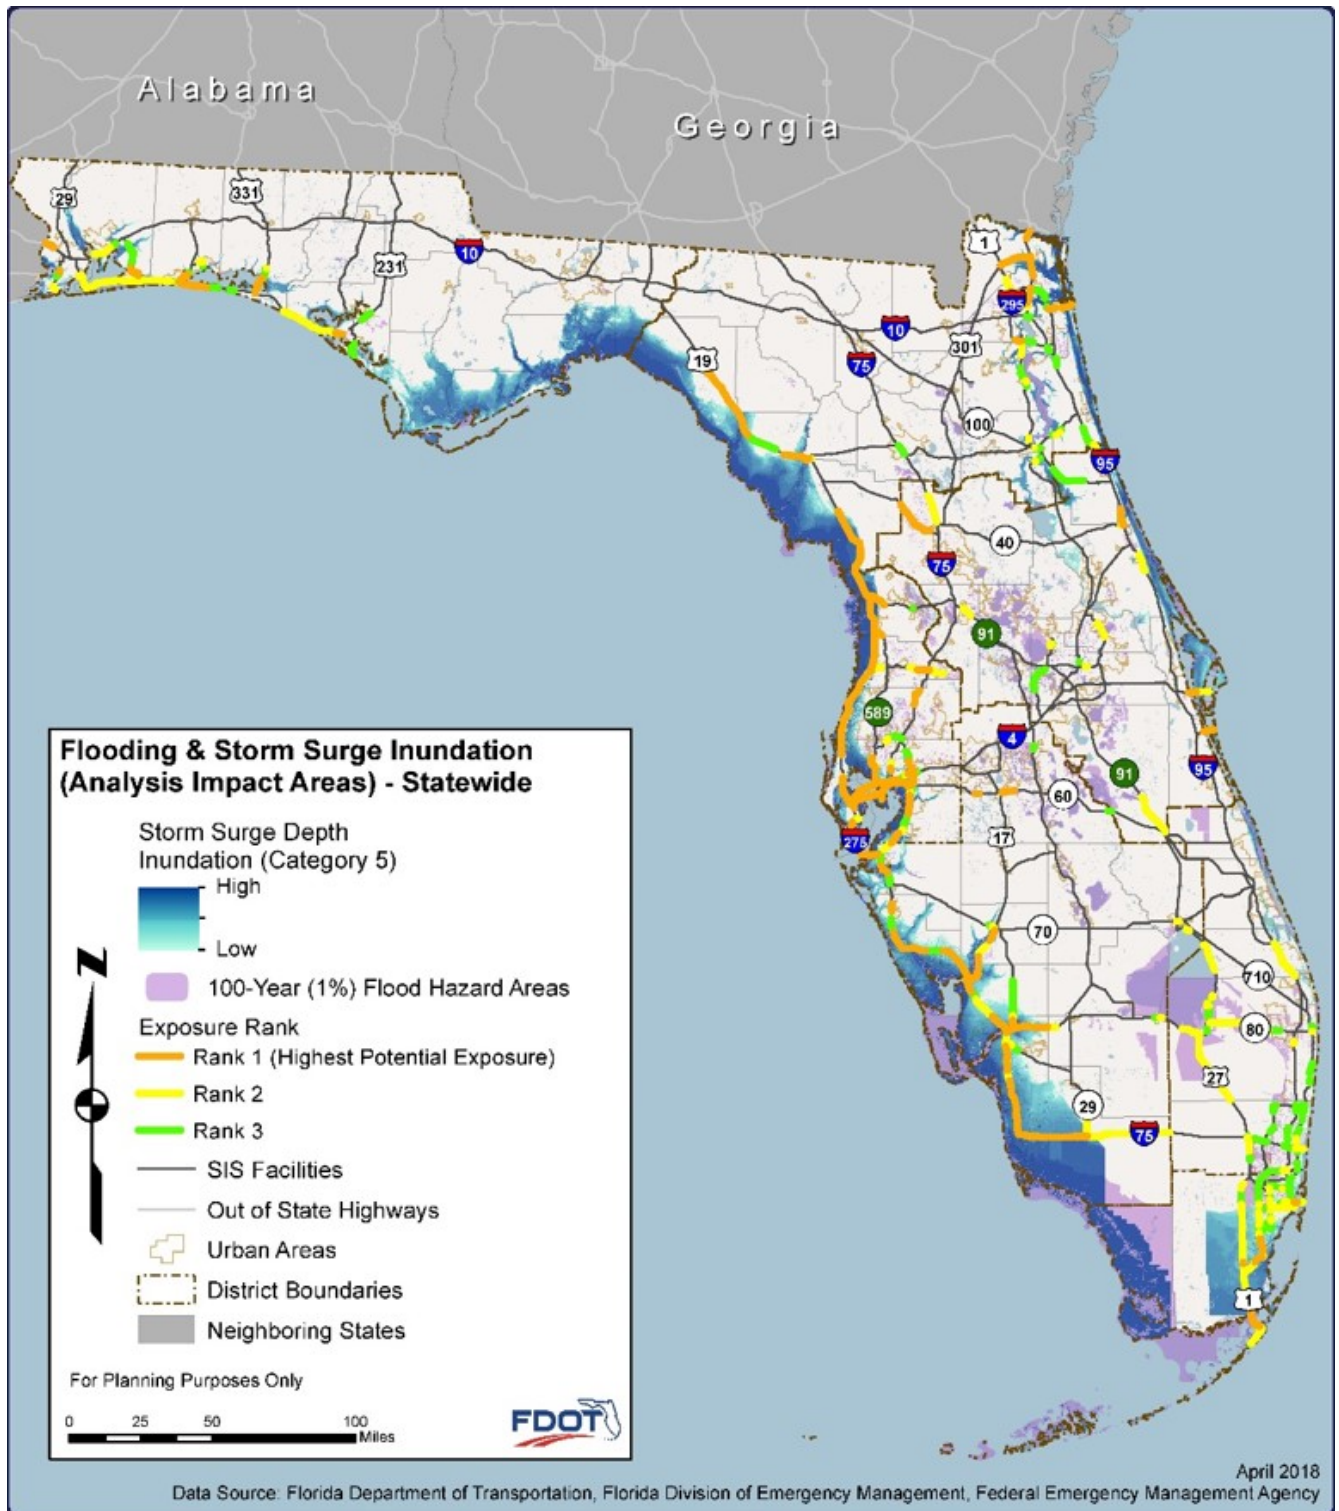 Alabama
Georgia
29
331
1
231
10
295
10
301
19
75
100
95
40
75
91
589
4
95
91
60
275
17
70
710
80
27
29
75
1
Flooding & Storm Surge Inundation
(Analysis Impact Areas) - Statewide
Storm Surge Depth
Inundation (Category 5)
High
Low
100-Year (1%) Flood Hazard Areas
Exposure Rank
Rank 1 (Highest Potential Exposure)
Rank 2
Rank 3
SIS Facilities
Out of State Highways
Urban Areas
District Boundaries
Neighboring States
N
For Planning Purposes Only
0 25 50 100
Miles
FDOT
April 2018
Data Source: Florida Department of Transportation, Florida Division of Emergency Management, Federal Emergency Management Agency